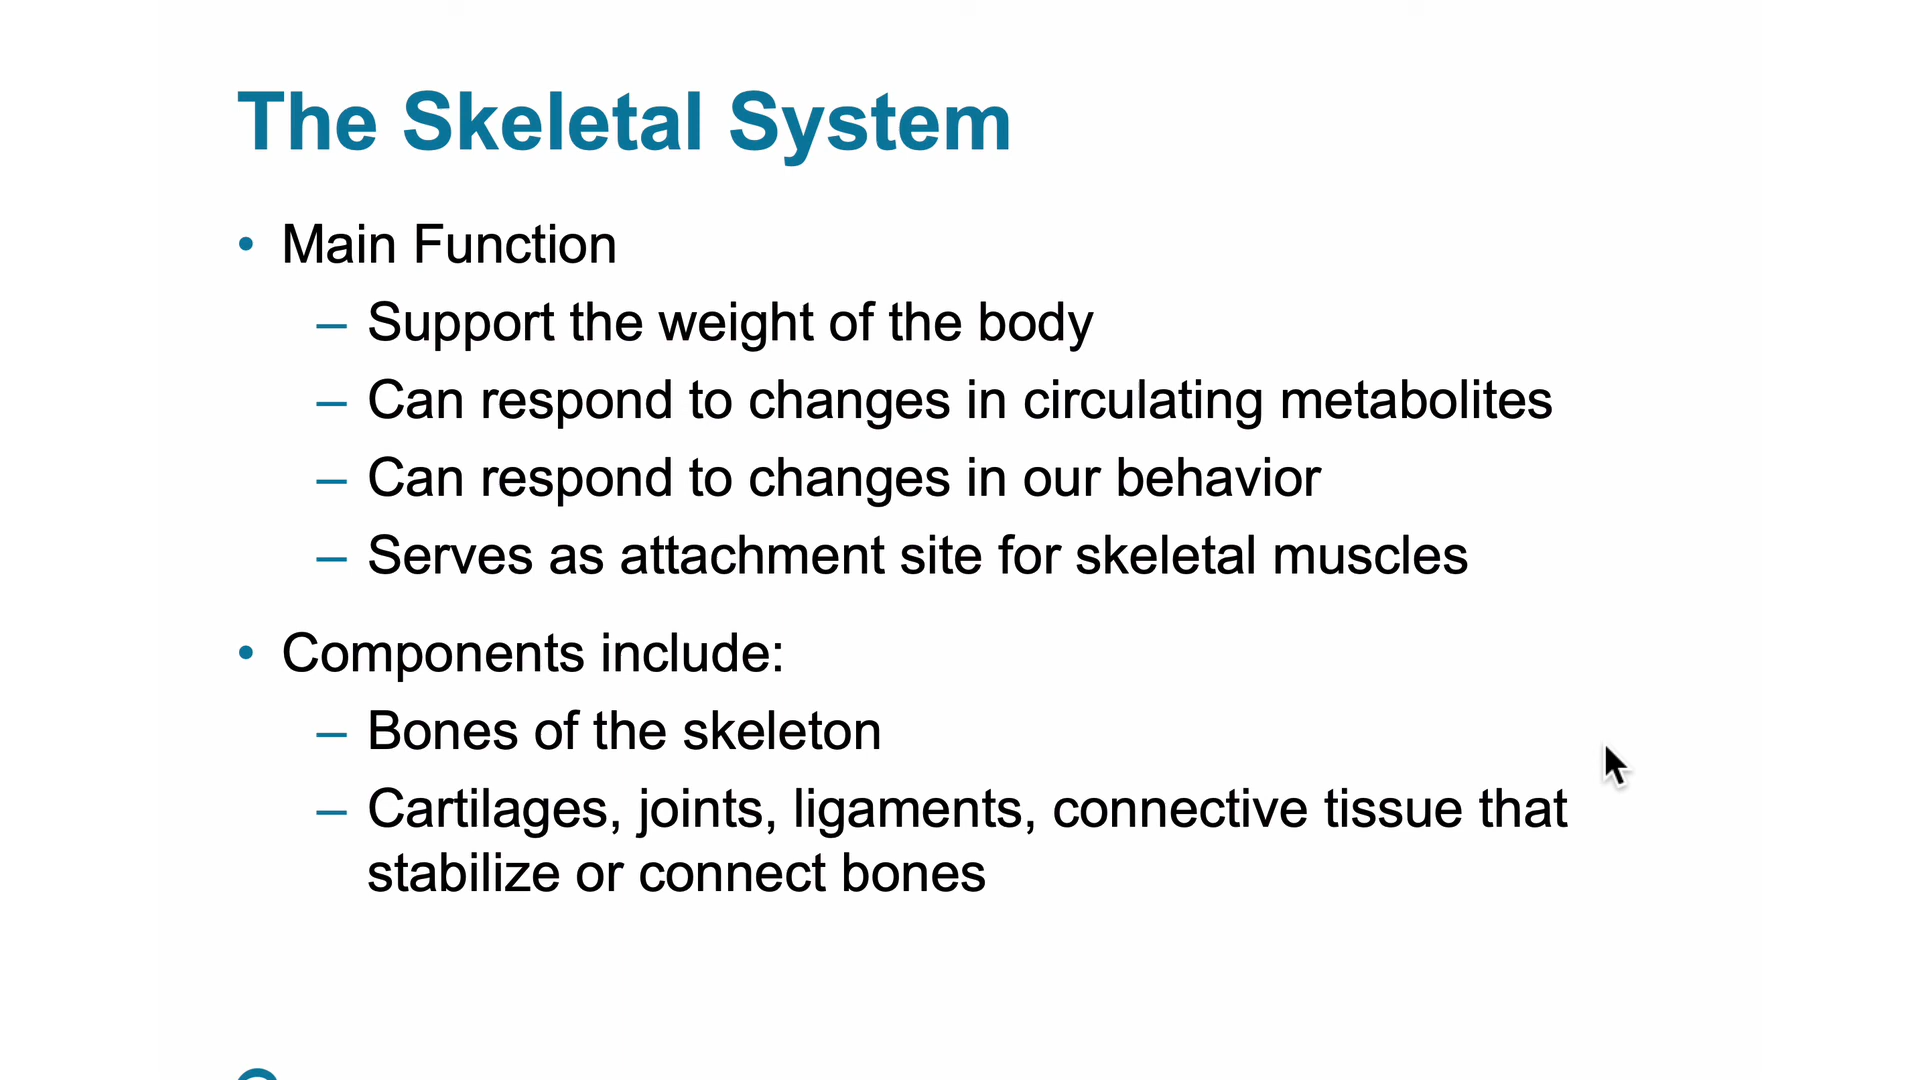 The Skeletal System
• Main Function
– Support the weight of the body
– Can respond to changes in circulating metabolites
– Can respond to changes in our behavior
– Serves as attachment site for skeletal muscles
• Components include:
– Bones of the skeleton
– Cartilages, joints, ligaments, connective tissue that
stabilize or connect bones